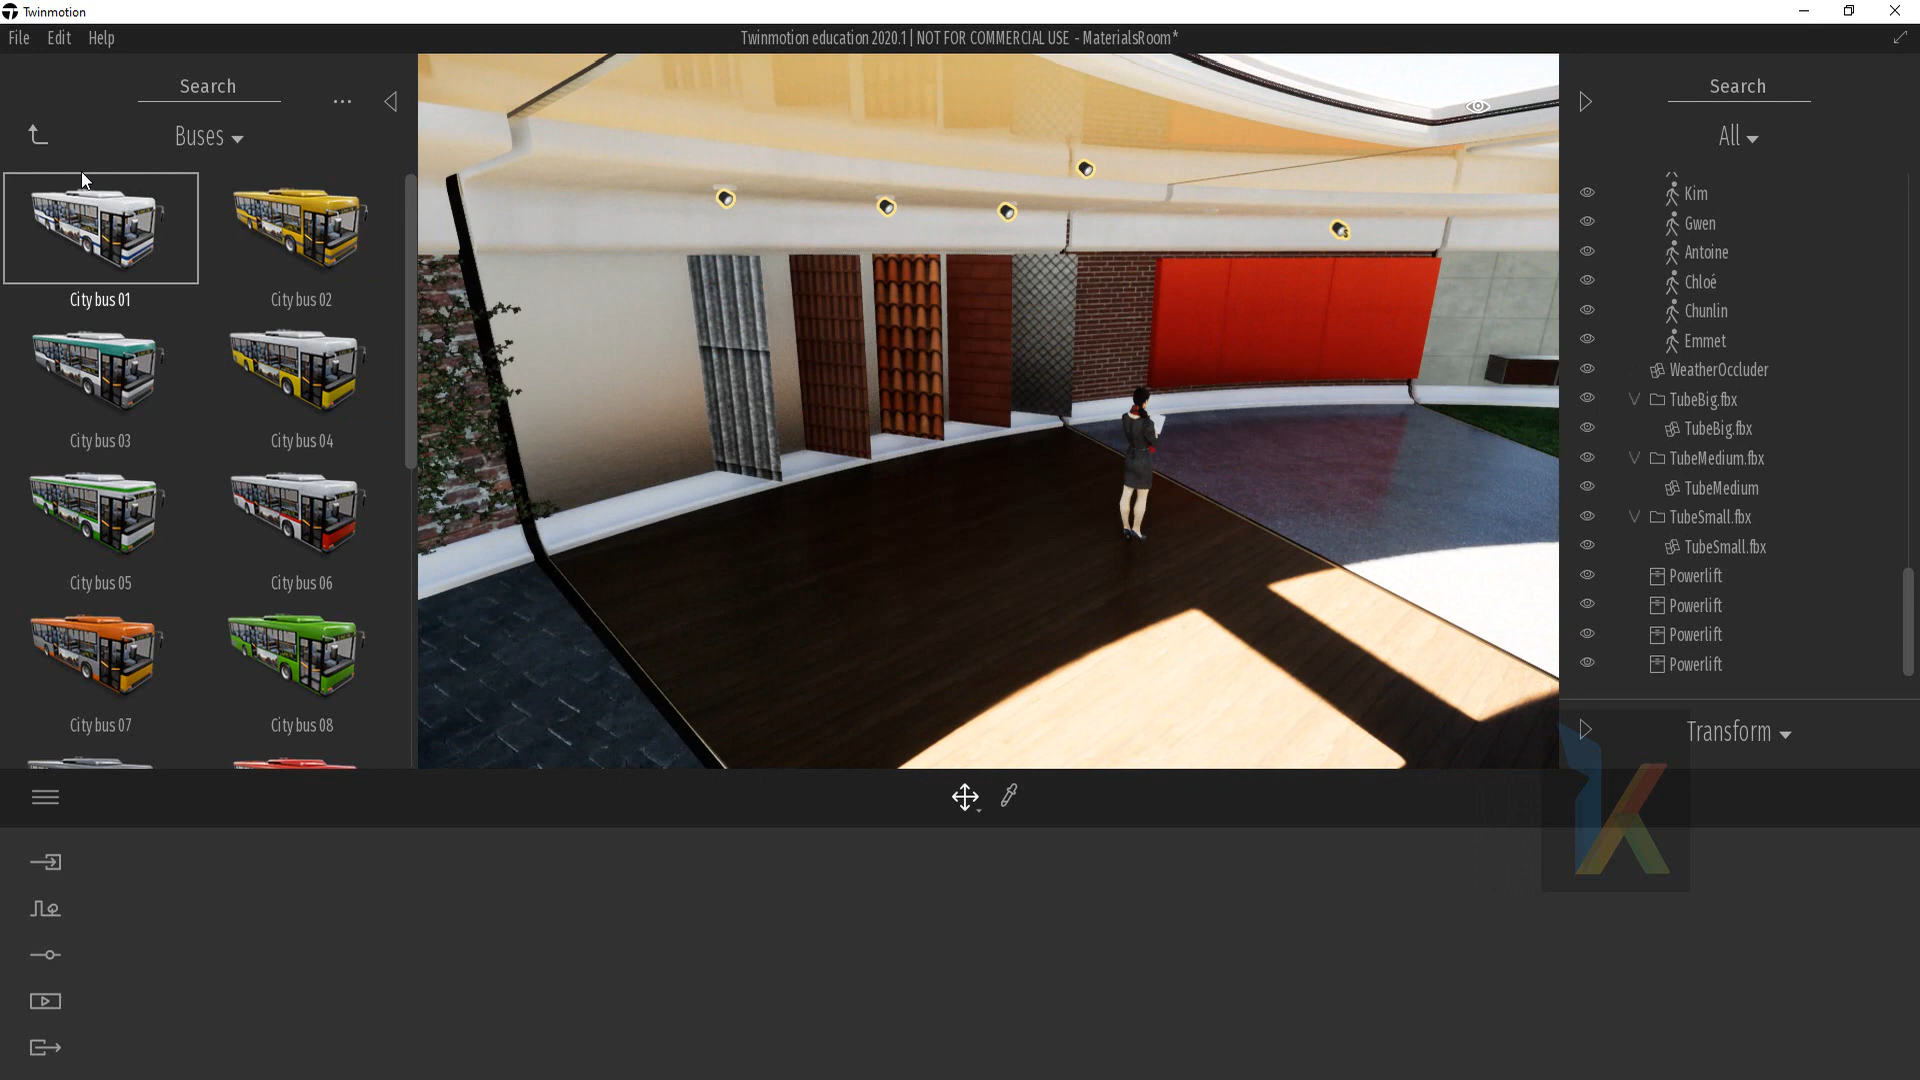 Twinmotion
File Edit Help
Twinmotion education 2020.1 | NOT FOR COMMERCIAL USE - MaterialsRoom*
Search
...
Buses
City bus 01
City bus 02
City bus 03
City bus 04
City bus 05
City bus 06
City bus 07
City bus 08
Search
All
Kim
Gwen
Antoine
Chloé
Chunlin
Emmet
WeatherOccluder
TubeBig.fbx
TubeBig.fbx
TubeMedium.fbx
TubeMedium
TubeSmall.fbx
TubeSmall.fbx
Powerlift
Powerlift
Powerlift
Powerlift
Transform